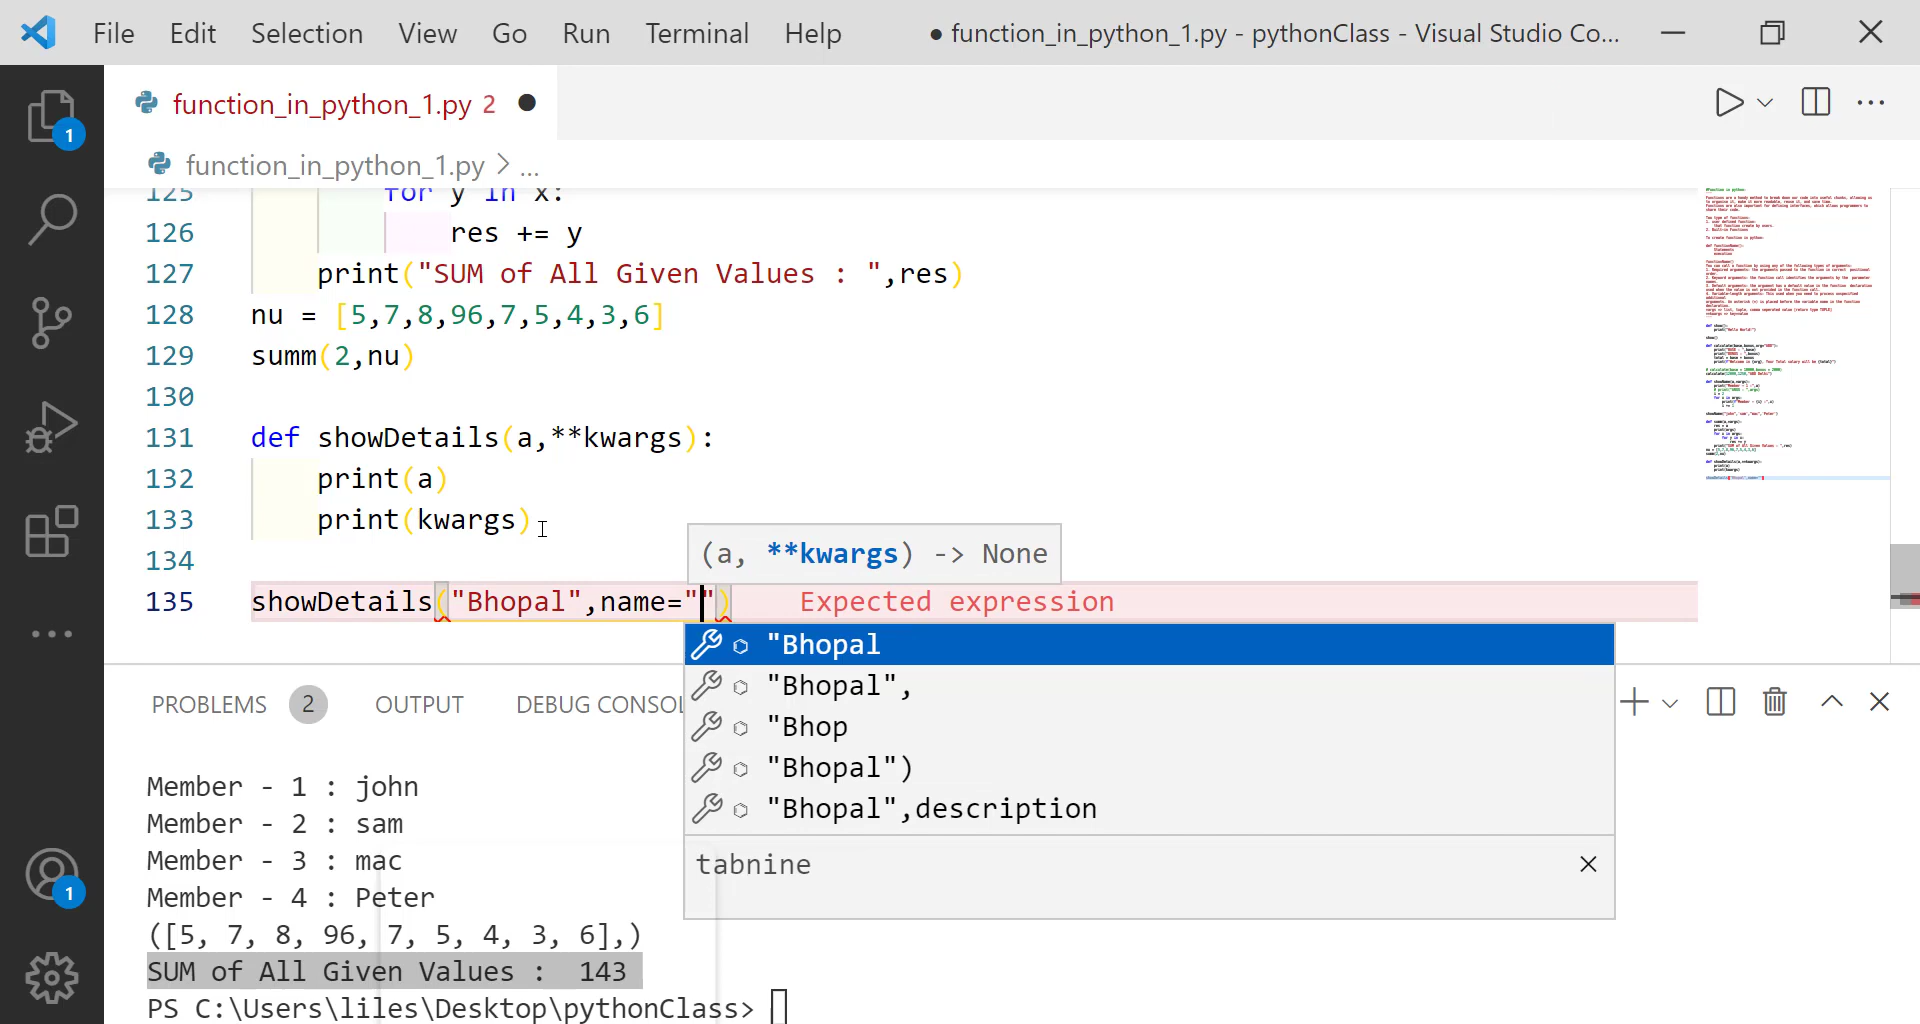 File Edit Selection View Go Run Terminal Help ● function_in_python_1.py - pythonClass - Visual Studio Co...
function_in_python_1.py 2 ●
function_in_python_1.py > ...
125 for y in x:
126 res += y
127 print("SUM of All Given Values : ",res)
128 nu = [5,7,8,96,7,5,4,3,6]
129 summ(2,nu)
130
131 def showDetails(a,**kwargs):
132 print(a)
133 print(kwargs)
(a, **kwargs) -> None
134
135 showDetails("Bhopal",name="") Expected expression
"Bhopal
"Bhopal",
"Bhop
"Bhopal")
"Bhopal",description
tabnine
1
1
PROBLEMS 2 OUTPUT DEBUG CONSOL
Member - 1 : john
Member - 2 : sam
Member - 3 : mac
Member - 4 : Peter
([5, 7, 8, 96, 7, 5, 4, 3, 6],)
SUM of All Given Values :  143
PS C:\Users\liles\Desktop\pythonClass>